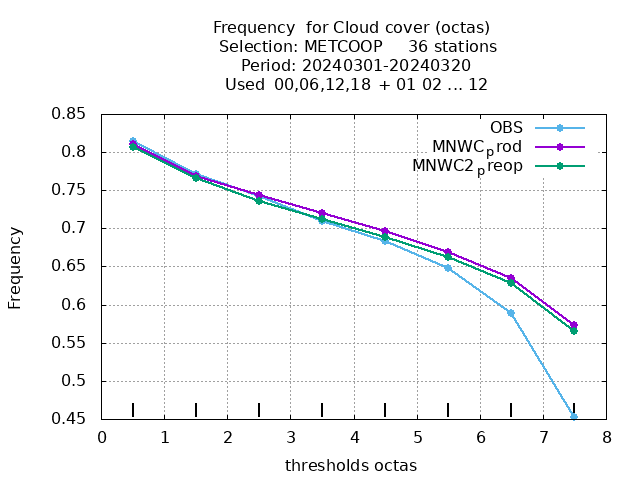 Frequency  for Cloud cover (octas)
Selection: METCOOP     36 stations
Period: 20240301-20240320
Used  00,06,12,18 + 01 02 ... 12
OBS
MNWCprod
MNWC2preop
0.85
0.8
0.75
0.7
0.65
0.6
0.55
0.5
0.45
Frequency
0 1 2 3 4 5 6 7 8
thresholds octas